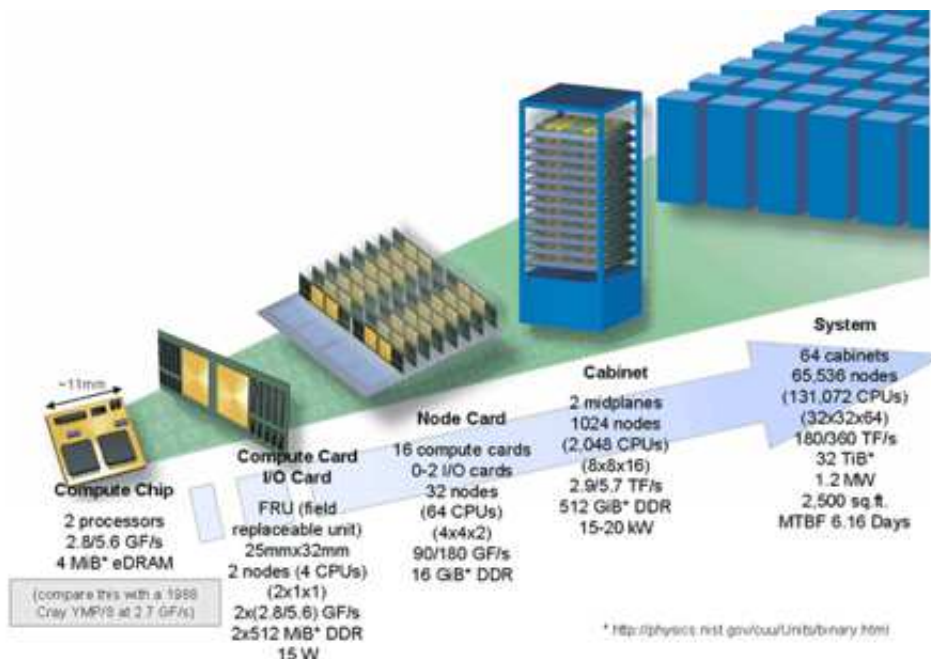 ~11mm
Compute Chip
2 processors
2.8/5.6 GF/s
4 MiB* eDRAM
(compare this with a 1988
Cray YMP/8 at 2.7 GF/s)
Compute Card
I/O Card
FRU (field
replaceable unit)
25mmx32mm
2 nodes (4 CPUs)
(2x1x1)
2x(2.8/5.6) GF/s
2x512 MiB* DDR
15 W
Node Card
16 compute cards
0-2 I/O cards
32 nodes
(64 CPUs)
(4x4x2)
90/180 GF/s
16 GiB* DDR
Cabinet
2 midplanes
1024 nodes
(2,048 CPUs)
(8x8x16)
2.9/5.7 TF/s
512 GiB* DDR
15-20 kW
System
64 cabinets
65,536 nodes
(131,072 CPUs)
(32x32x64)
180/360 TF/s
32 TiB*
1.2 MW
2,500 sq.ft.
MTBF 6.16 Days
* http://physics.nist.gov/cuu/Units/binary.html